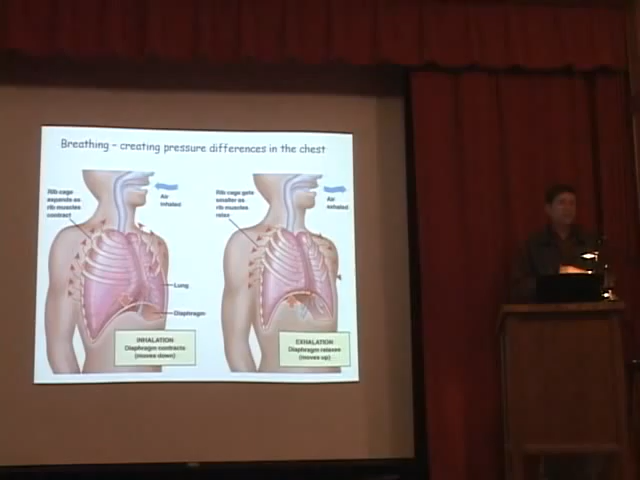 Breathing – creating pressure differences in the chest
Rib cage
expands as
rib muscles
contract
Air
inhaled
Lung
Diaphragm
INHALATION
Diaphragm contracts
(moves down)
Rib cage gets
smaller as
rib muscles
relax
Air
exhaled
EXHALATION
Diaphragm relaxes
(moves up)